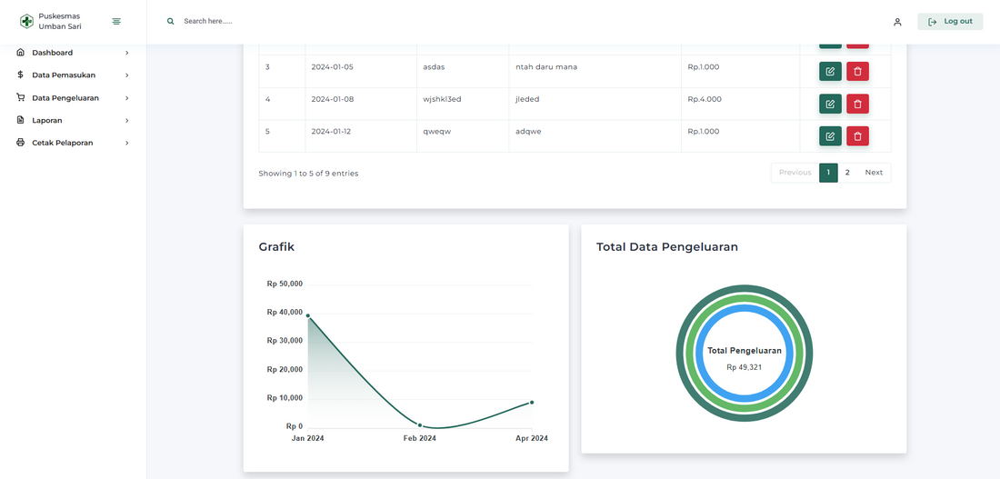 Puskesmas
Umban Sari
Search here......
Log out
Dashboard
Data Pemasukan
Data Pengeluaran
Laporan
Cetak Pelaporan
3 2024-01-05 asdas ntah daru mana Rp.1.000
4 2024-01-08 wjshkl3ed jleded Rp.4.000
5 2024-01-12 qweqw adqwe Rp.1.000
Showing 1 to 5 of 9 entries
Previous 1 2 Next
Grafik
Rp 50,000
Rp 40,000
Rp 30,000
Rp 20,000
Rp 10,000
Rp 0
Jan 2024 Feb 2024 Apr 2024
Total Data Pengeluaran
Total Pengeluaran
Rp 49,321